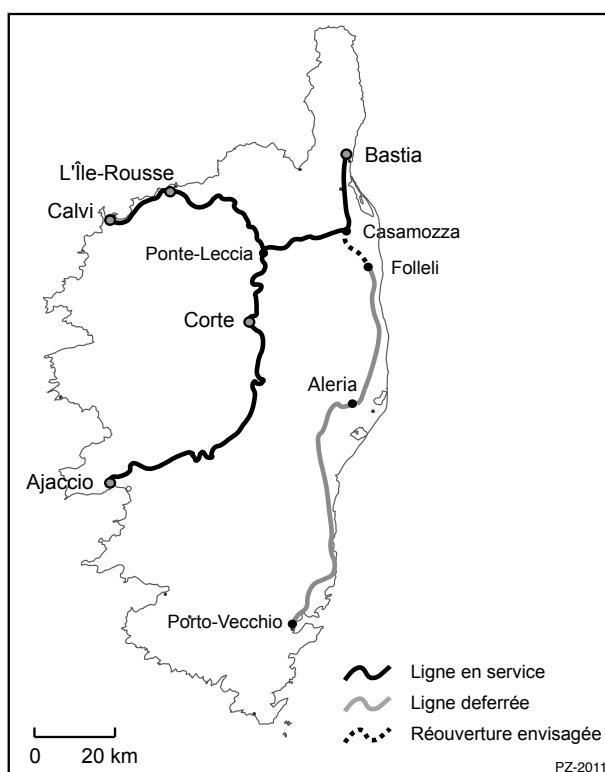 Bastia
L'Île-Rousse
Calvi
Casamozza
Ponte-Leccia
Folleli
Corte
Aleria
Ajaccio
Porto-Vecchio
Ligne en service
Ligne deferrée
Réouverture envisagée
0 20 km
PZ-2011